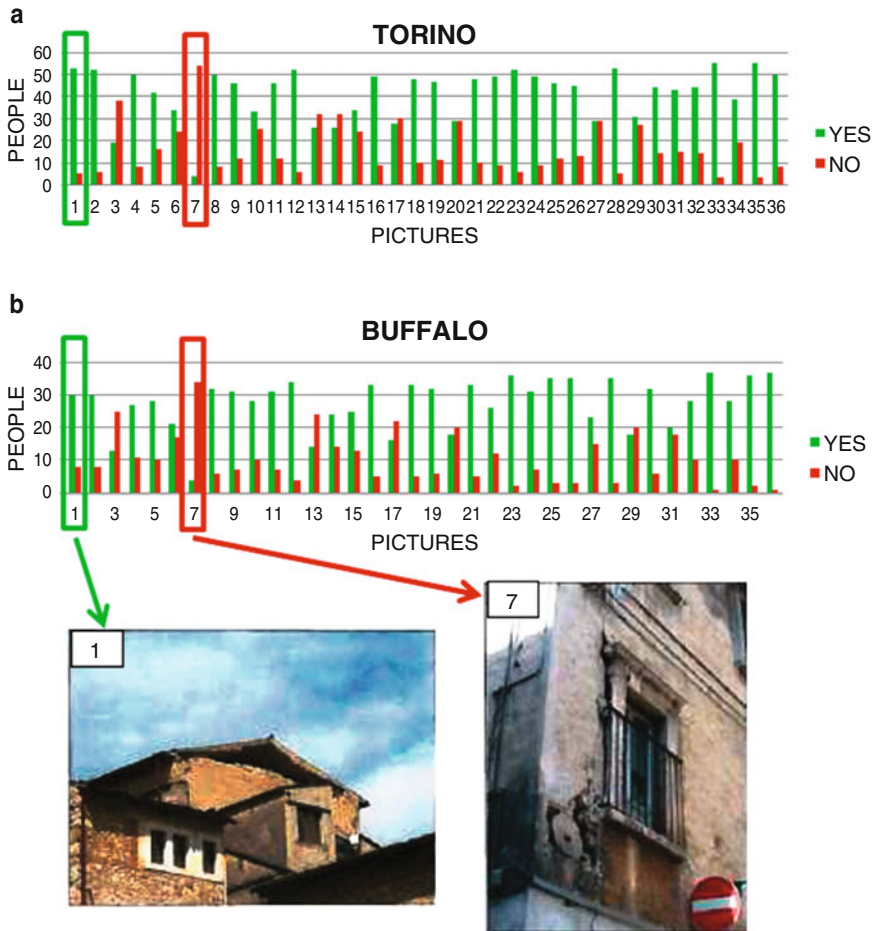 a
TORINO
60
50
40
30
20
10
0
PEOPLE
1 2 3 4 5 6 7 8 9 10 11 12 13 14 15 16 17 18 19 20 21 22 23 24 25 26 27 28 29 30 31 32 33 34 35 36
PICTURES
YES
NO
b
BUFFALO
40
30
20
10
0
PEOPLE
1 3 5 7 9 11 13 15 17 19 21 23 25 27 29 31 33 35
PICTURES
YES
NO
1
7